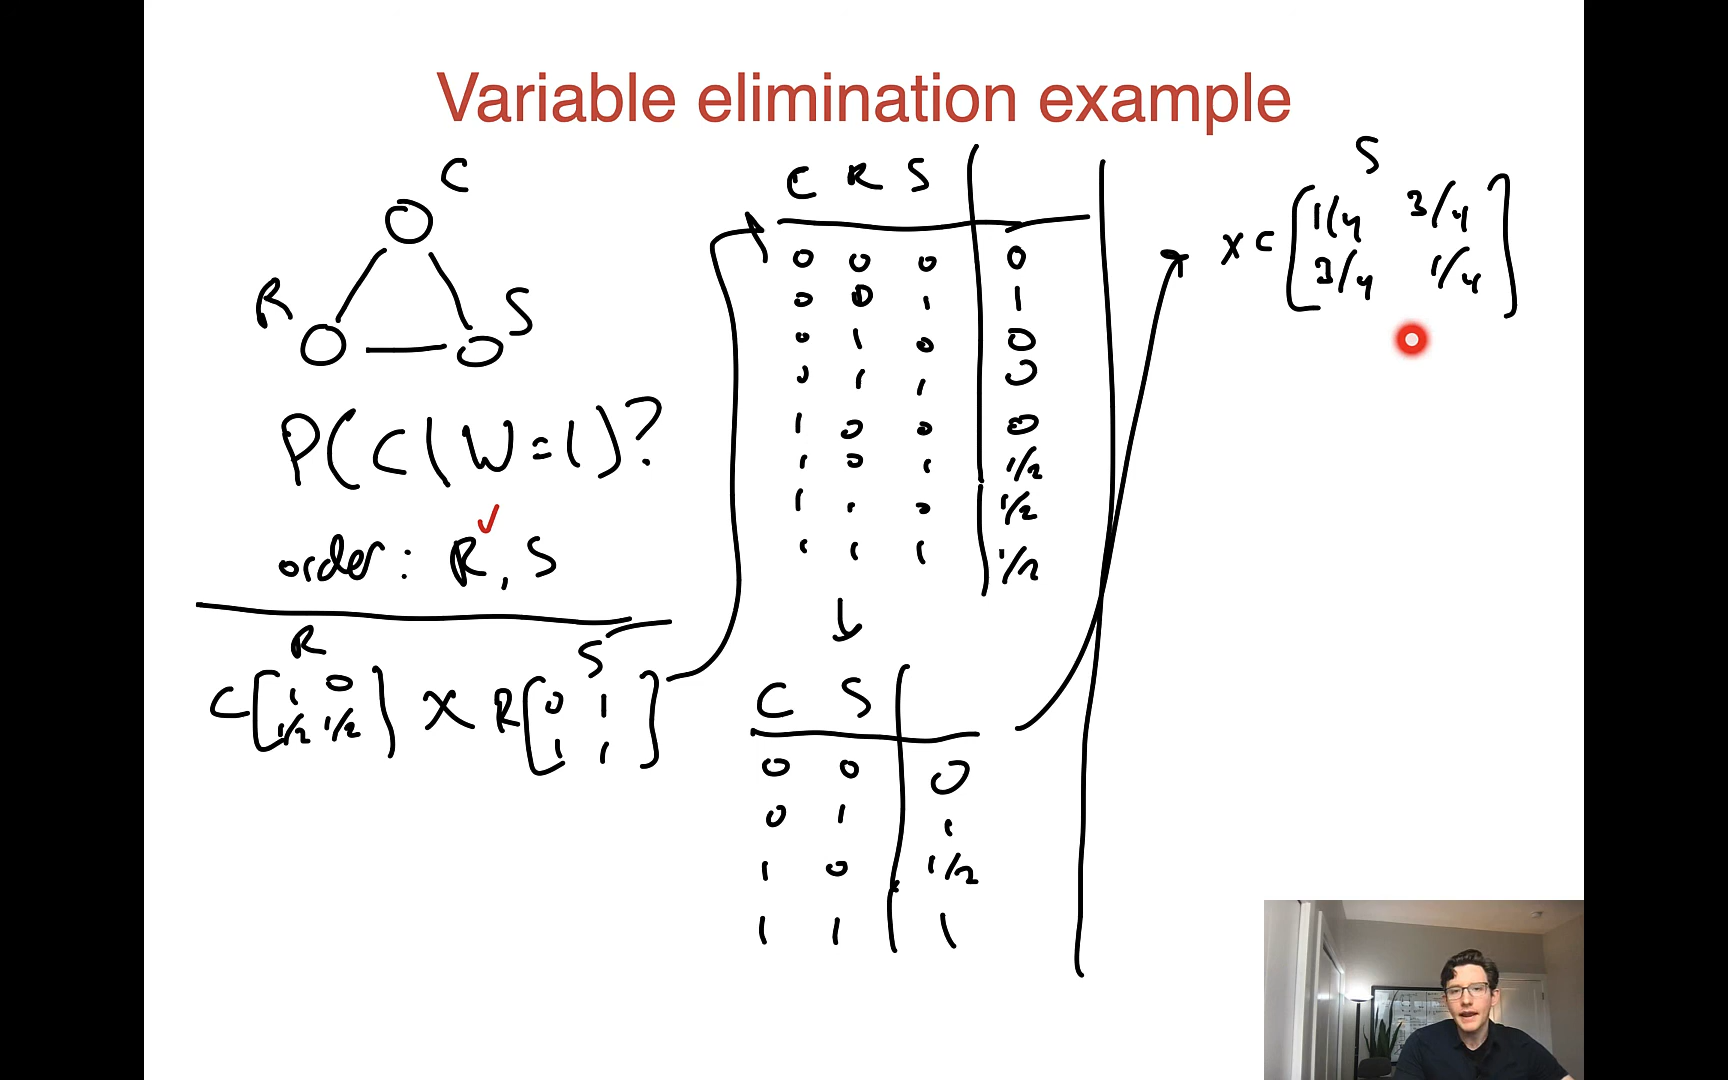 Variable elimination example
C
R S
P(C|W=1)?
order: R, S
R S
C [ 1 0 ] X R [ 0 1 ]
1/2 1/2 1 1
C R S
0 0 0 0
0 0 1 1
0 1 0 0
0 1 1 0
1 0 0 0
1 0 1 1/2
1 1 0 1/2
1 1 1 1/2
C S
0 0 0
0 1 1
1 0 1/2
1 1 1
S
X C [ 1/4 3/4 ]
3/4 1/4